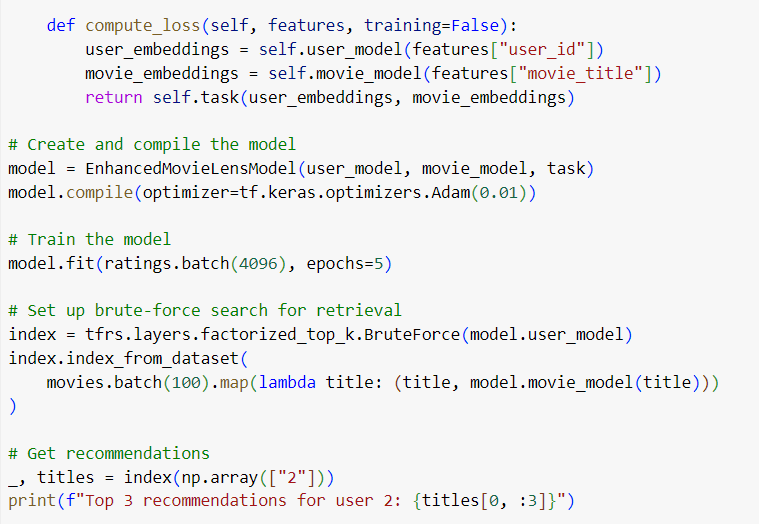 def compute_loss(self, features, training=False):
        user_embeddings = self.user_model(features["user_id"])
        movie_embeddings = self.movie_model(features["movie_title"])
        return self.task(user_embeddings, movie_embeddings)

# Create and compile the model
model = EnhancedMovieLensModel(user_model, movie_model, task)
model.compile(optimizer=tf.keras.optimizers.Adam(0.01))

# Train the model
model.fit(ratings.batch(4096), epochs=5)

# Set up brute-force search for retrieval
index = tfrs.layers.factorized_top_k.BruteForce(model.user_model)
index.index_from_dataset(
    movies.batch(100).map(lambda title: (title, model.movie_model(title)))
)

# Get recommendations
_, titles = index(np.array(["2"]))
print(f"Top 3 recommendations for user 2: {titles[0, :3]}")